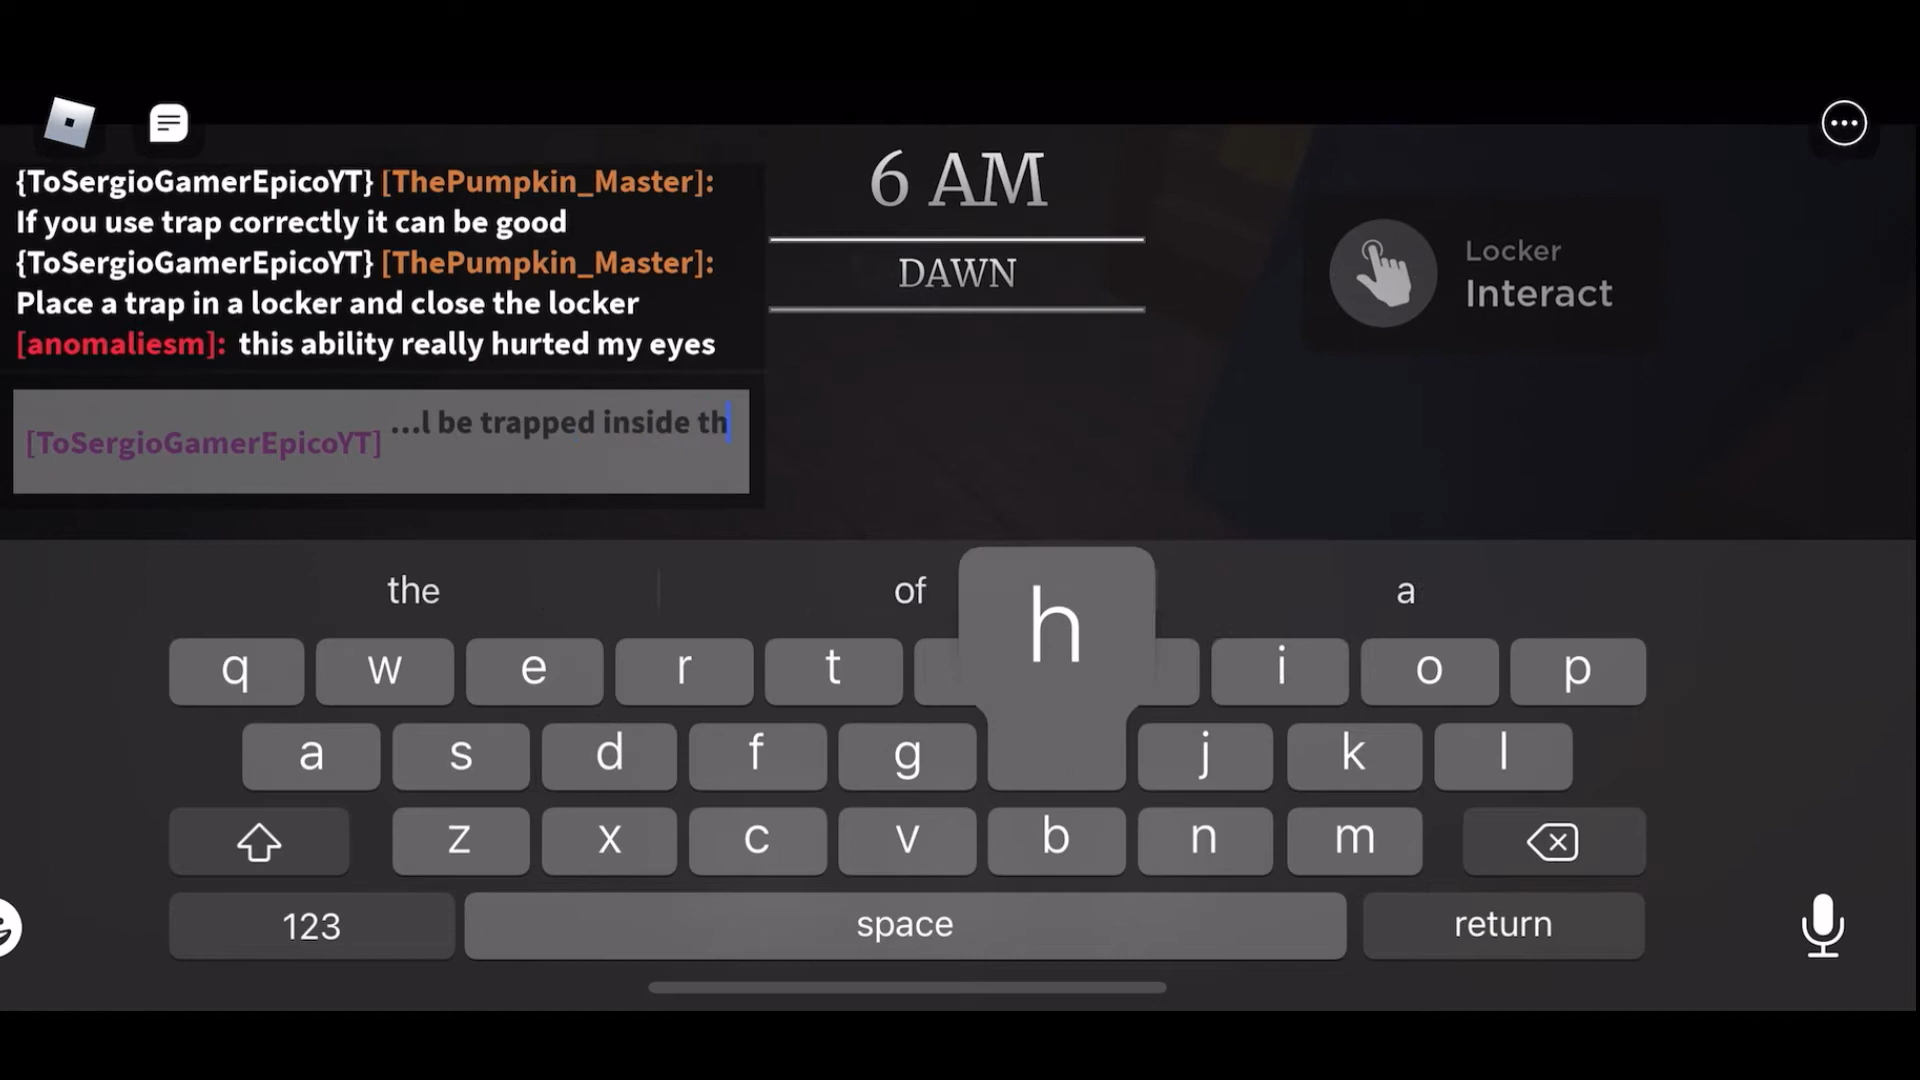 {ToSergioGamerEpicoYT} [ThePumpkin_Master]:
If you use trap correctly it can be good
{ToSergioGamerEpicoYT} [ThePumpkin_Master]:
Place a trap in a locker and close the locker
[anomaliesm]: this ability really hurted my eyes
[ToSergioGamerEpicoYT] ...l be trapped inside th
6 AM
DAWN
Locker
Interact
the of a
h
q w e r t i o p
a s d f g j k l
z x c v b n m
123 space return